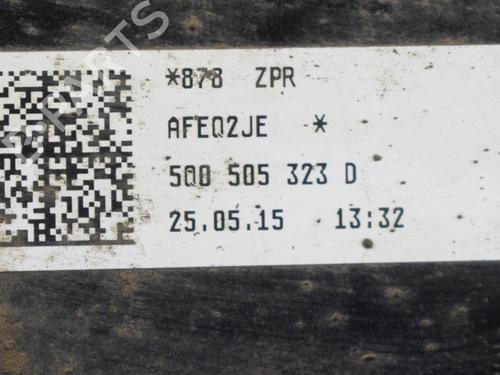 *878 ZPR
AFEQ2JE *
5Q0 505 323 D
25.05.15 13:32